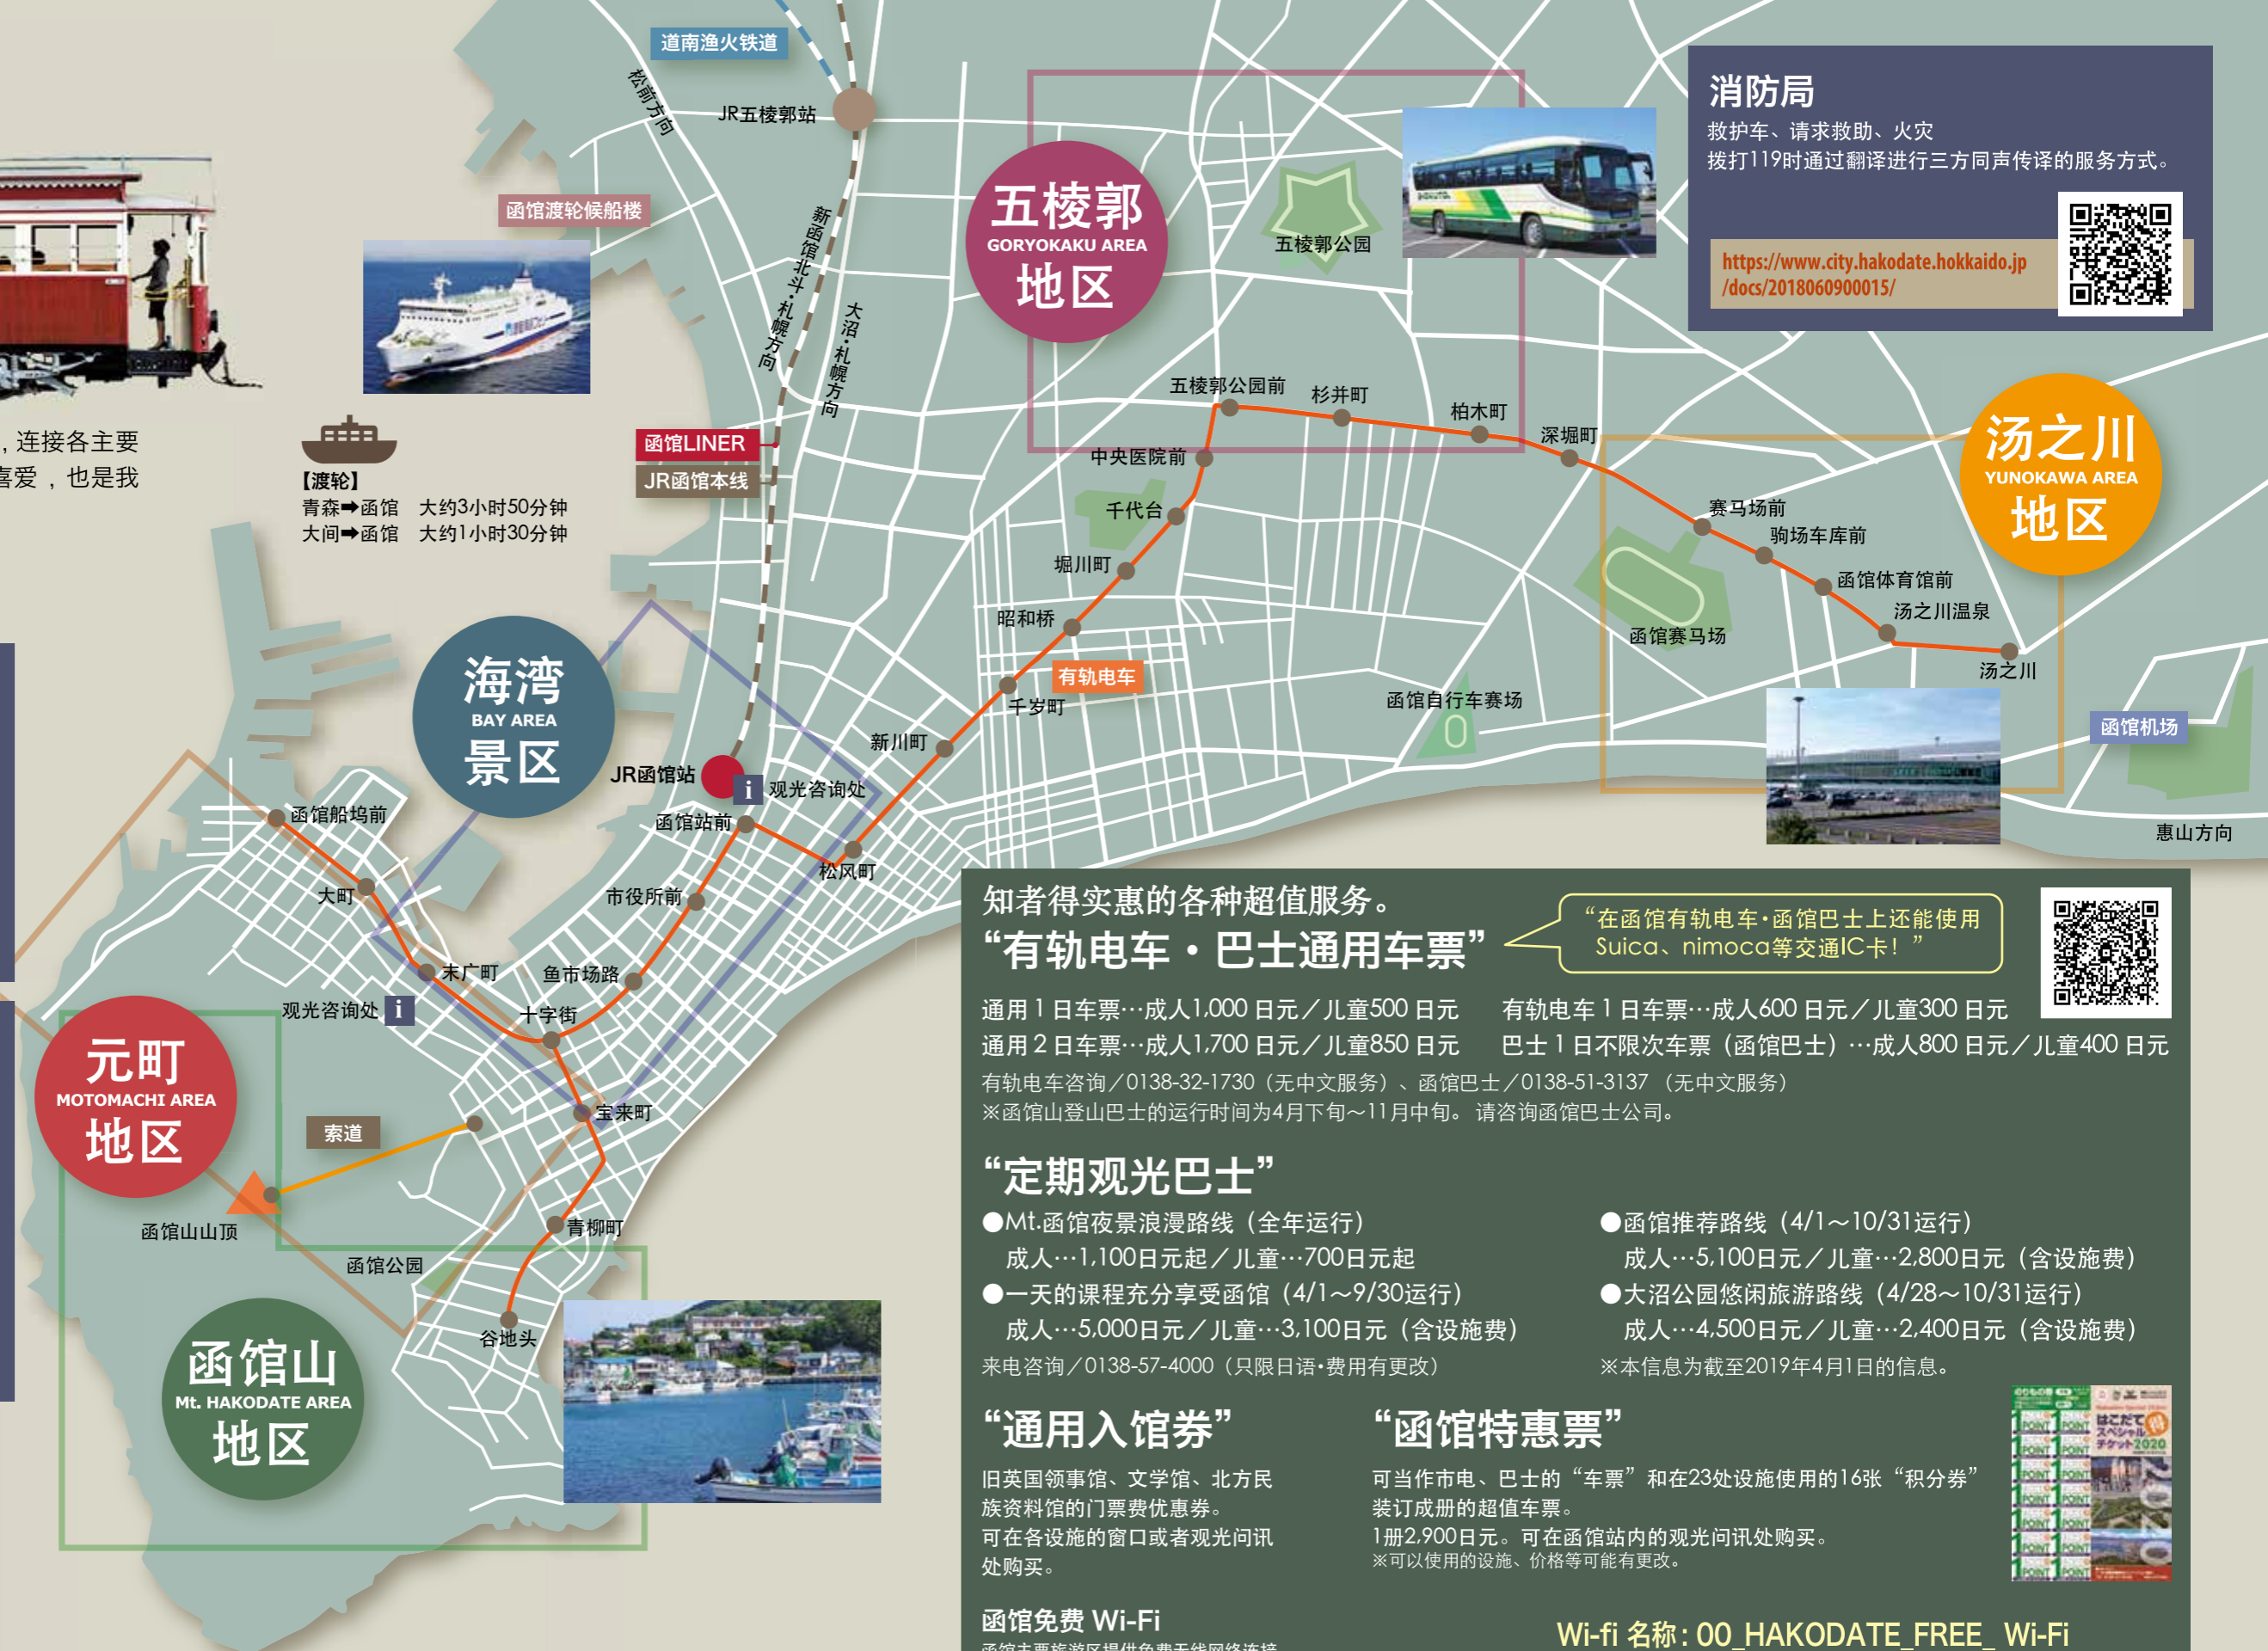 道南渔火铁道
松前方向
JR五棱郭站
函馆渡轮候船楼
新函馆北斗·札幌方向
大沼·札幌方向
五棱郭
GORYOKAKU AREA
地区
五棱郭公园
消防局
救护车、请求救助、火灾
拨打119时通过翻译进行三方同声传译的服务方式。
https://www.city.hakodate.hokkaido.jp
/docs/2018060900015/
，连接各主要
喜爱，也是我
【渡轮】
青森➡函馆　大约3小时50分钟
大间➡函馆　大约1小时30分钟
函馆LINER
JR函馆本线
五棱郭公园前
杉并町
柏木町
深堀町
中央医院前
千代台
堀川町
昭和桥
有轨电车
千岁町
新川町
汤之川
YUNOKAWA AREA
地区
赛马场前
驹场车库前
函馆体育馆前
汤之川温泉
汤之川
函馆赛马场
函馆自行车赛场
函馆机场
惠山方向
海湾
BAY AREA
景区
JR函馆站
i 观光咨询处
函馆站前
松风町
函馆船坞前
大町
市役所前
末广町
鱼市场路
观光咨询处 i
十字街
元町
MOTOMACHI AREA
地区
索道
宝来町
函馆山山顶
青柳町
函馆公园
谷地头
函馆山
Mt. HAKODATE AREA
地区
知者得实惠的各种超值服务。
“有轨电车・巴士通用车票”
“在函馆有轨电车・函馆巴士上还能使用
Suica、nimoca等交通IC卡！”
通用 1 日车票…成人1,000 日元／儿童500 日元
有轨电车 1 日车票…成人600 日元／儿童300 日元
通用 2 日车票…成人1,700 日元／儿童850 日元
巴士 1 日不限次车票（函馆巴士）…成人800 日元／儿童400 日元
有轨电车咨询／0138-32-1730（无中文服务）、函馆巴士／0138-51-3137 （无中文服务）
※函馆山登山巴士的运行时间为4月下旬～11月中旬。 请咨询函馆巴士公司。
“定期观光巴士”
●Mt.函馆夜景浪漫路线（全年运行）
成人…1,100日元起／儿童…700日元起
●一天的课程充分享受函馆（4/1～9/30运行）
成人…5,000日元／儿童…3,100日元（含设施费）
来电咨询／0138-57-4000（只限日语・费用有更改）
●函馆推荐路线（4/1～10/31运行）
成人…5,100日元／儿童…2,800日元（含设施费）
●大沼公园悠闲旅游路线（4/28～10/31运行）
成人…4,500日元／儿童…2,400日元（含设施费）
※本信息为截至2019年4月1日的信息。
“通用入馆券”
旧英国领事馆、文学馆、北方民
族资料馆的门票费优惠券。
可在各设施的窗口或者观光问讯
处购买。
“函馆特惠票”
可当作市电、巴士的“车票”和在23处设施使用的16张“积分券”
装订成册的超值车票。
1册2,900日元。可在函馆站内的观光问讯处购买。
※可以使用的设施、价格等可能有更改。
はこだて
スペシャル
チケット2020
函馆免费 Wi-Fi
函馆主要旅游区提供免费无线网络连接
Wi-fi 名称：00_HAKODATE_FREE_ Wi-Fi